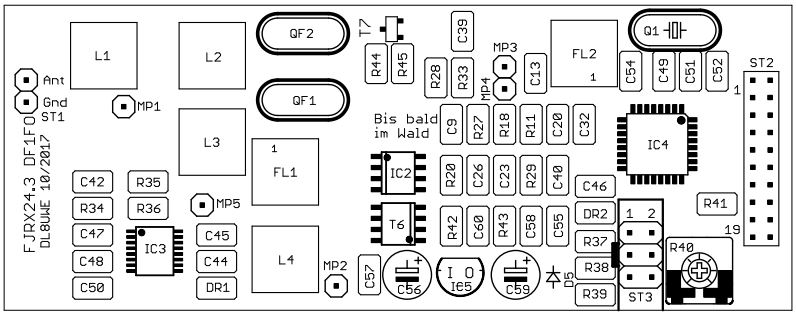 L1
L2
QF2
T7
C39
Q1
ST2
R44
R45
MP3
FL2
1
C54
C49
C51
C52
Ant
Gnd
ST1
MP1
QF1
R28
R33
MP4
C13
1
Bis bald
im Wald
C9
R27
R18
R11
C20
C32
IC4
L3
1
FL1
FJRX24.3 DF1FO
DL8UWE 10/2017
C42
R35
IC2
R20
C26
C23
R29
C40
C46
R34
R36
MP5
DR2
R41
C47
C45
T6
R42
C60
R43
C58
C55
1 2
19
IC3
L4
R37
R40
C48
C44
MP2
C57
+
I O
+
D5
R38
C50
DR1
C56
IC5
C59
R39
ST3